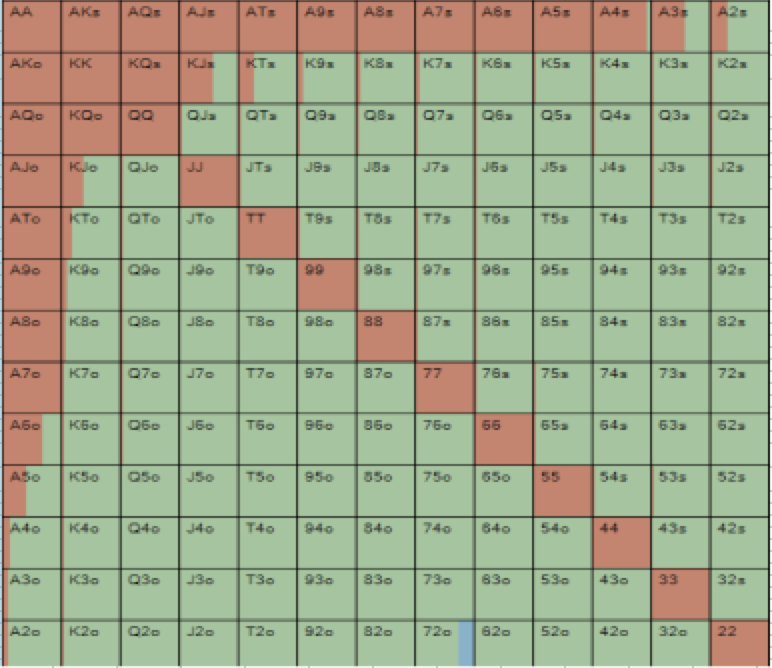 AA AKs AQs AJs ATs A9s A8s A7s A6s A5s A4s A3s A2s
AKo KK KQs KJs KTs K9s K8s K7s K6s K5s K4s K3s K2s
AQo KQo QQ QJs QTs Q9s Q8s Q7s Q6s Q5s Q4s Q3s Q2s
AJo KJo QJo JJ JTs J9s J8s J7s J6s J5s J4s J3s J2s
ATo KTo QTo JTo TT T9s T8s T7s T6s T5s T4s T3s T2s
A9o K9o Q9o J9o T9o 99 98s 97s 96s 95s 94s 93s 92s
A8o K8o Q8o J8o T8o 98o 88 87s 86s 85s 84s 83s 82s
A7o K7o Q7o J7o T7o 97o 87o 77 76s 75s 74s 73s 72s
A6o K6o Q6o J6o T6o 96o 86o 76o 66 65s 64s 63s 62s
A5o K5o Q5o J5o T5o 95o 85o 75o 65o 55 54s 53s 52s
A4o K4o Q4o J4o T4o 94o 84o 74o 64o 54o 44 43s 42s
A3o K3o Q3o J3o T3o 93o 83o 73o 63o 53o 43o 33 32s
A2o K2o Q2o J2o T2o 92o 82o 72o 62o 52o 42o 32o 22